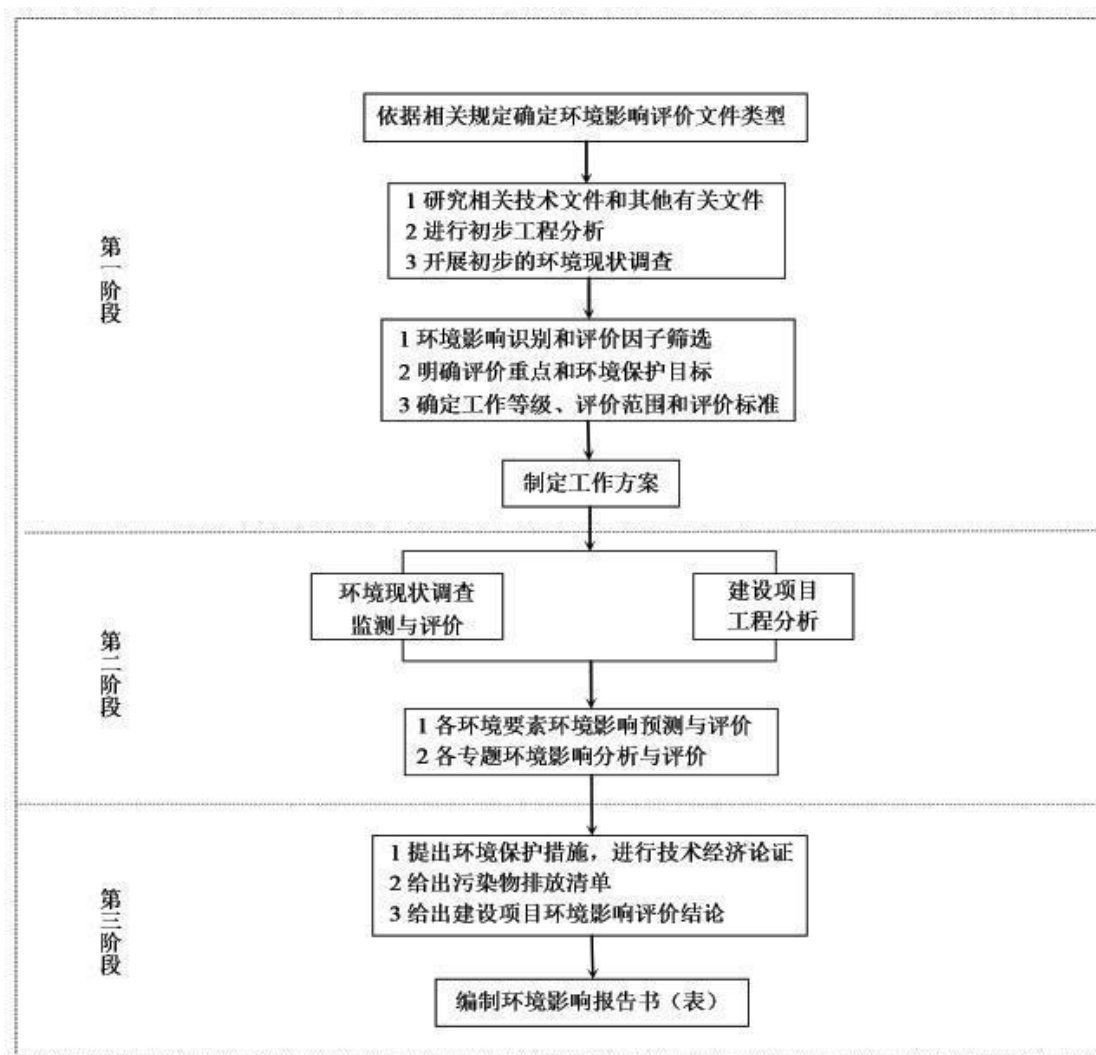 依据相关规定确定环境影响评价文件类型
1 研究相关技术文件和其他有关文件
2 进行初步工程分析
3 开展初步的环境现状调查
第一阶段
1 环境影响识别和评价因子筛选
2 明确评价重点和环境保护目标
3 确定工作等级、评价范围和评价标准
制定工作方案
环境现状调查
监测与评价
建设项目
工程分析
第二阶段
1 各环境要素环境影响预测与评价
2 各专题环境影响分析与评价
1 提出环境保护措施，进行技术经济论证
2 给出污染物排放清单
3 给出建设项目环境影响评价结论
第三阶段
编制环境影响报告书（表）